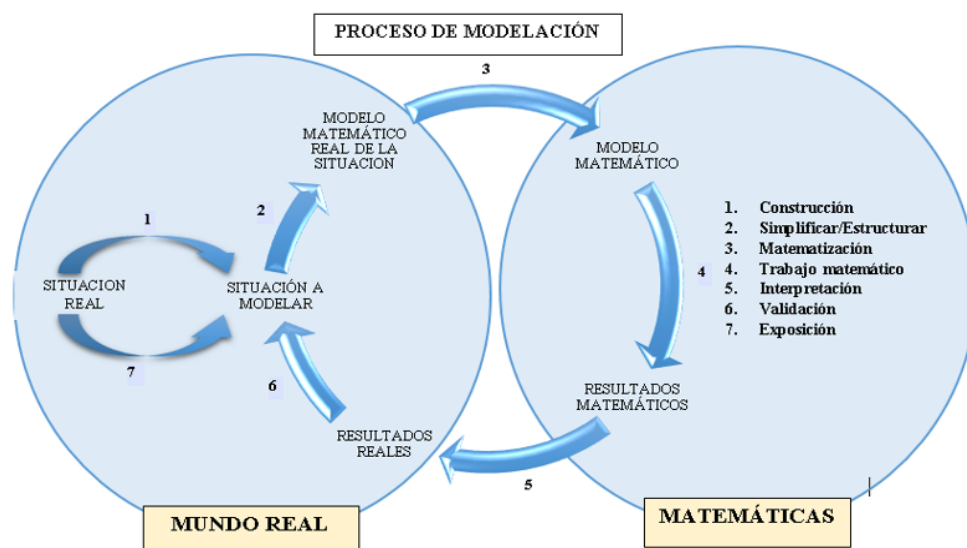 PROCESO DE MODELACIÓN
3
MODELO
MATEMÁTICO
REAL DE LA
SITUACION
MODELO
MATEMÁTICO
1
2
SITUACION
REAL
SITUACIÓN A
MODELAR
4
1. Construcción
2. Simplificar/Estructurar
3. Matematización
4. Trabajo matemático
5. Interpretación
6. Validación
7. Exposición
7
6
RESULTADOS
REALES
RESULTADOS
MATEMÁTICOS
5
MUNDO REAL
MATEMÁTICAS